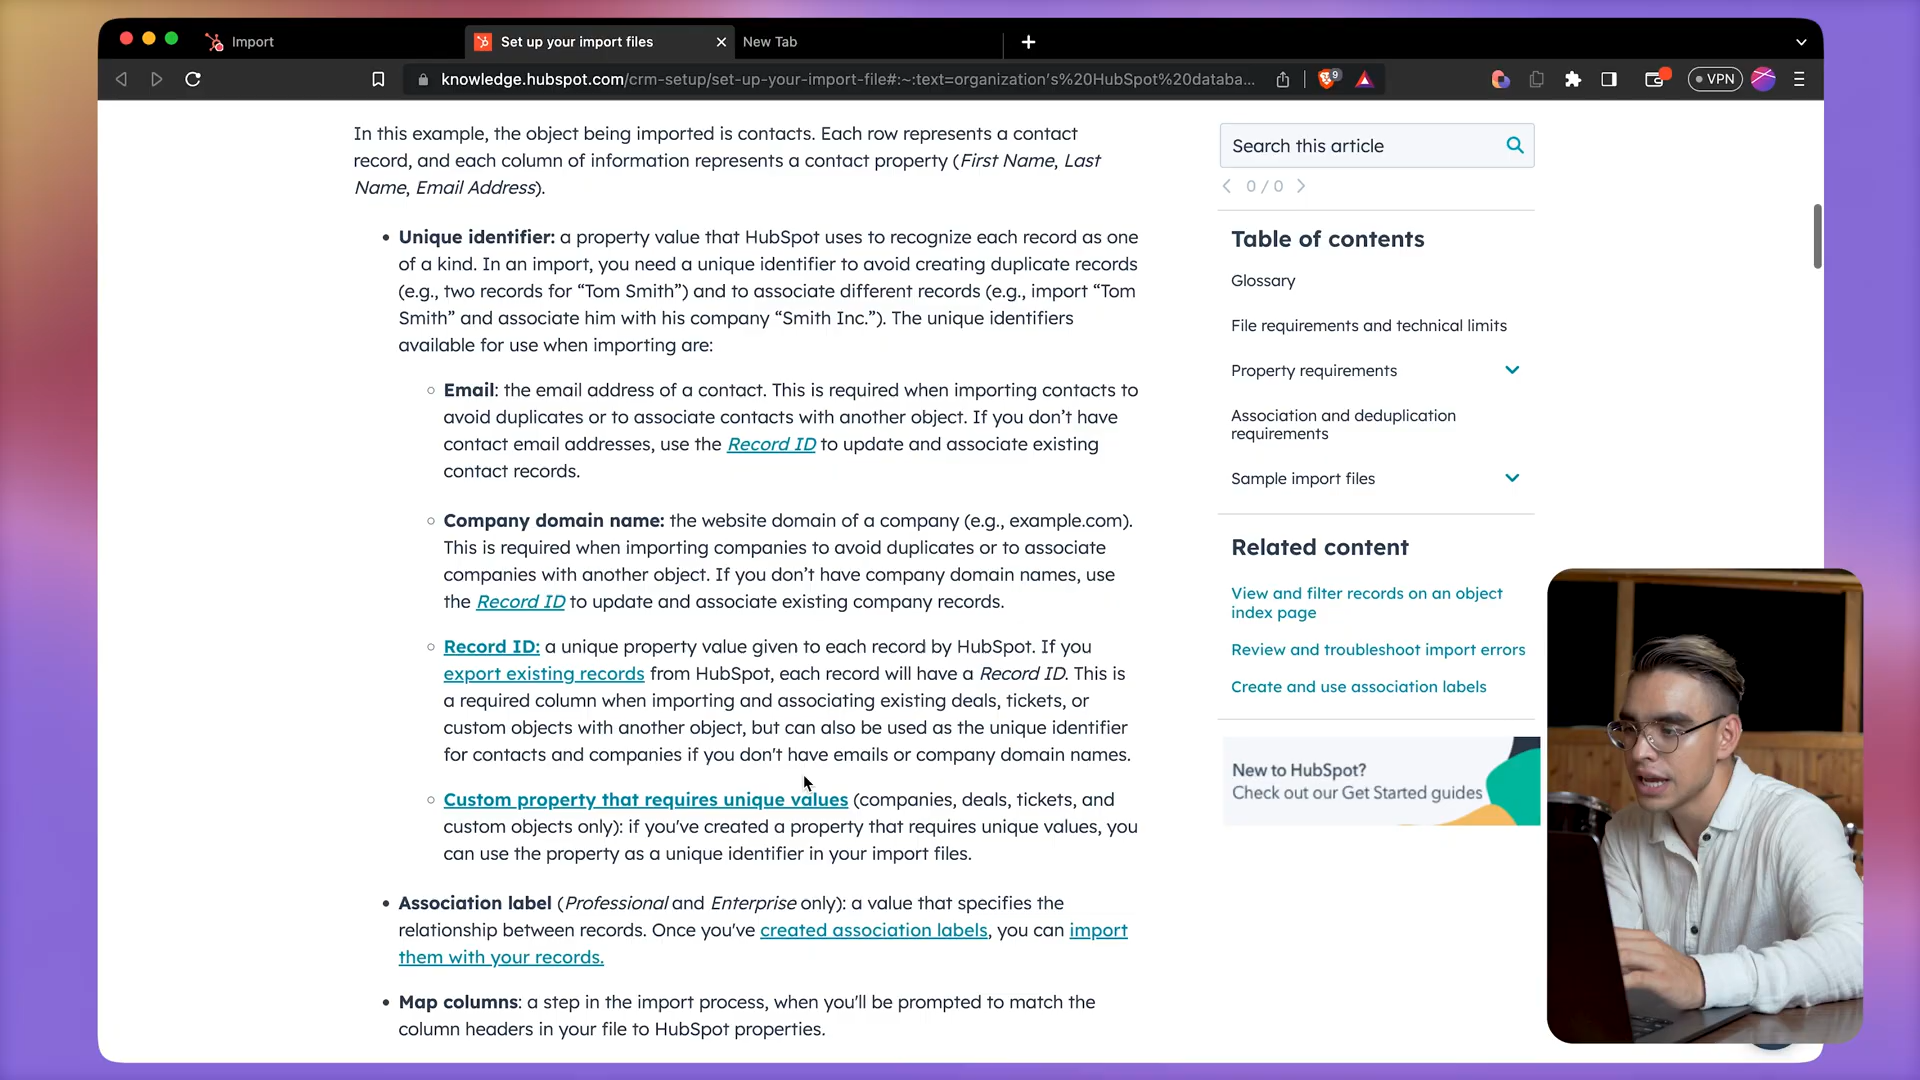 Import
Set up your import files
New Tab
knowledge.hubspot.com/crm-setup/set-up-your-import-file#:~:text=organization's%20HubSpot%20databa...
9
VPN
In this example, the object being imported is contacts. Each row represents a contact
record, and each column of information represents a contact property (First Name, Last
Name, Email Address).
Unique identifier: a property value that HubSpot uses to recognize each record as one
of a kind. In an import, you need a unique identifier to avoid creating duplicate records
(e.g., two records for “Tom Smith”) and to associate different records (e.g., import “Tom
Smith” and associate him with his company “Smith Inc.”). The unique identifiers
available for use when importing are:
Email: the email address of a contact. This is required when importing contacts to
avoid duplicates or to associate contacts with another object. If you don’t have
contact email addresses, use the Record ID to update and associate existing
contact records.
Company domain name: the website domain of a company (e.g., example.com).
This is required when importing companies to avoid duplicates or to associate
companies with another object. If you don’t have company domain names, use
the Record ID to update and associate existing company records.
Record ID: a unique property value given to each record by HubSpot. If you
export existing records from HubSpot, each record will have a Record ID. This is
a required column when importing and associating existing deals, tickets, or
custom objects with another object, but can also be used as the unique identifier
for contacts and companies if you don't have emails or company domain names.
Custom property that requires unique values (companies, deals, tickets, and
custom objects only): if you've created a property that requires unique values, you
can use the property as a unique identifier in your import files.
Association label (Professional and Enterprise only): a value that specifies the
relationship between records. Once you've created association labels, you can import
them with your records.
Map columns: a step in the import process, when you'll be prompted to match the
column headers in your file to HubSpot properties.
Search this article
0 / 0
Table of contents
Glossary
File requirements and technical limits
Property requirements
Association and deduplication
requirements
Sample import files
Related content
View and filter records on an object
index page
Review and troubleshoot import errors
Create and use association labels
New to HubSpot?
Check out our Get Started guides